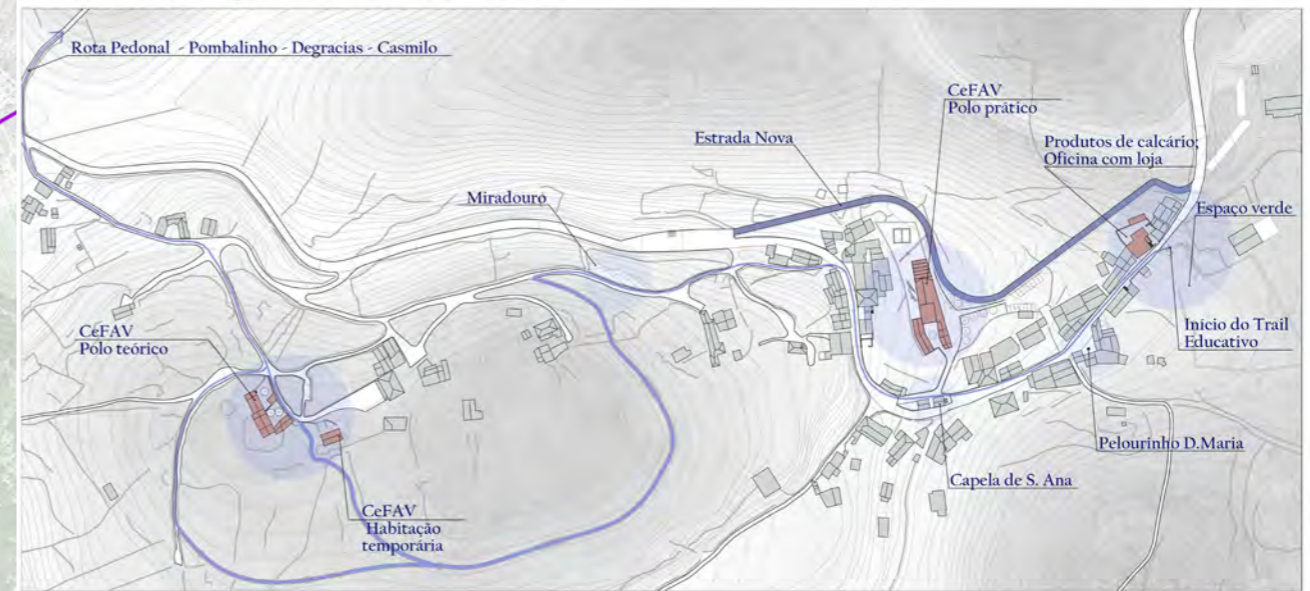 Rota Pedonal - Pombalinho - Degracias - Casmilo
CeFAV
Polo prático
Estrada Nova
Produtos de calcário;
Oficina com loja
Miradouro
Espaço verde
CeFAV
Polo teórico
Início do Trail
Educativo
Pelourinho D.Maria
Capela de S. Ana
CeFAV
Habitação
temporária